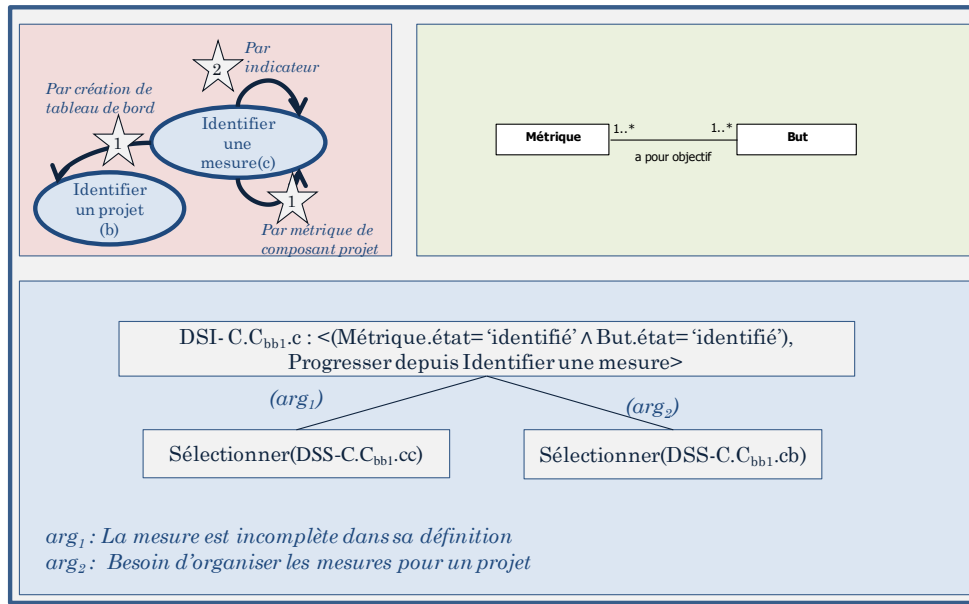 Par
indicateur
2
Par création de
tableau de bord
1
Identifier
une
mesure(c)
Identifier
un projet
(b)
1
Par métrique de
composant projet
Métrique
1..*
1..*
But
a pour objectif
DSI- C.Cbb1.c : <(Métrique.état= ‘identifié’ ∧ But.état= ‘identifié’),
Progresser depuis Identifier une mesure>
(arg1)
(arg2)
Sélectionner(DSS-C.Cbb1.cc)
Sélectionner(DSS-C.Cbb1.cb)
arg1 : La mesure est incomplète dans sa définition
arg2 : Besoin d’organiser les mesures pour un projet